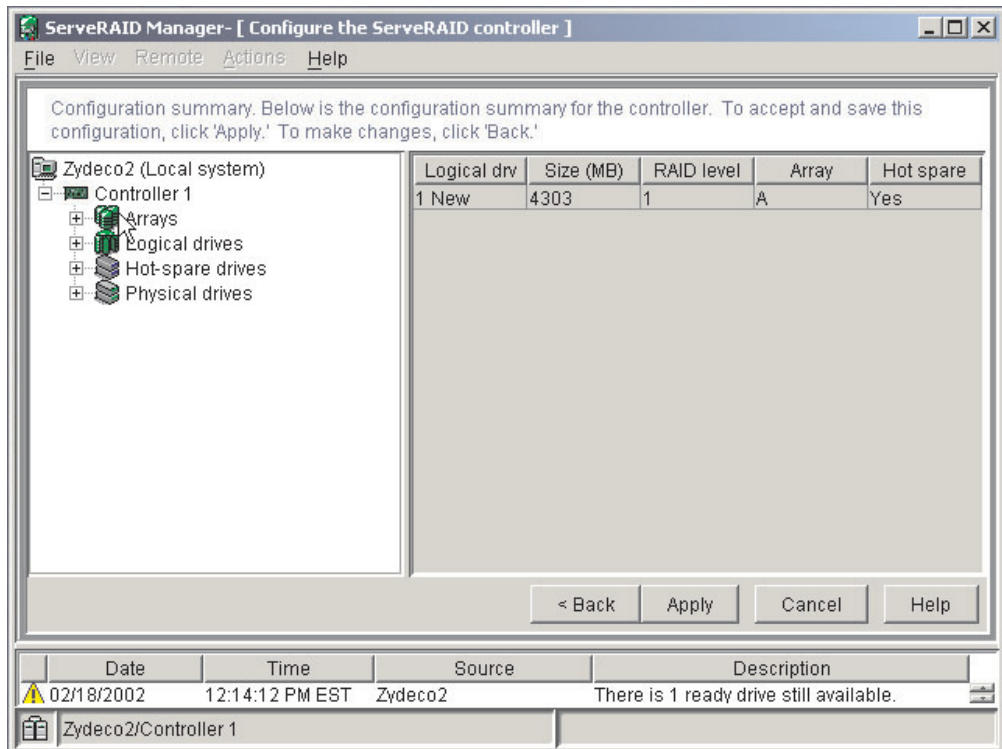 ServeRAID Manager- [ Configure the ServeRAID controller ]
File View Remote Actions Help
Configuration summary. Below is the configuration summary for the controller. To accept and save this
configuration, click 'Apply.' To make changes, click 'Back.'
Zydeco2 (Local system)
Controller 1
Arrays
Logical drives
Hot-spare drives
Physical drives
Logical drv Size (MB) RAID level Array Hot spare
1 New 4303 1 A Yes
< Back Apply Cancel Help
Date Time Source Description
02/18/2002 12:14:12 PM EST Zydeco2 There is 1 ready drive still available.
Zydeco2/Controller 1